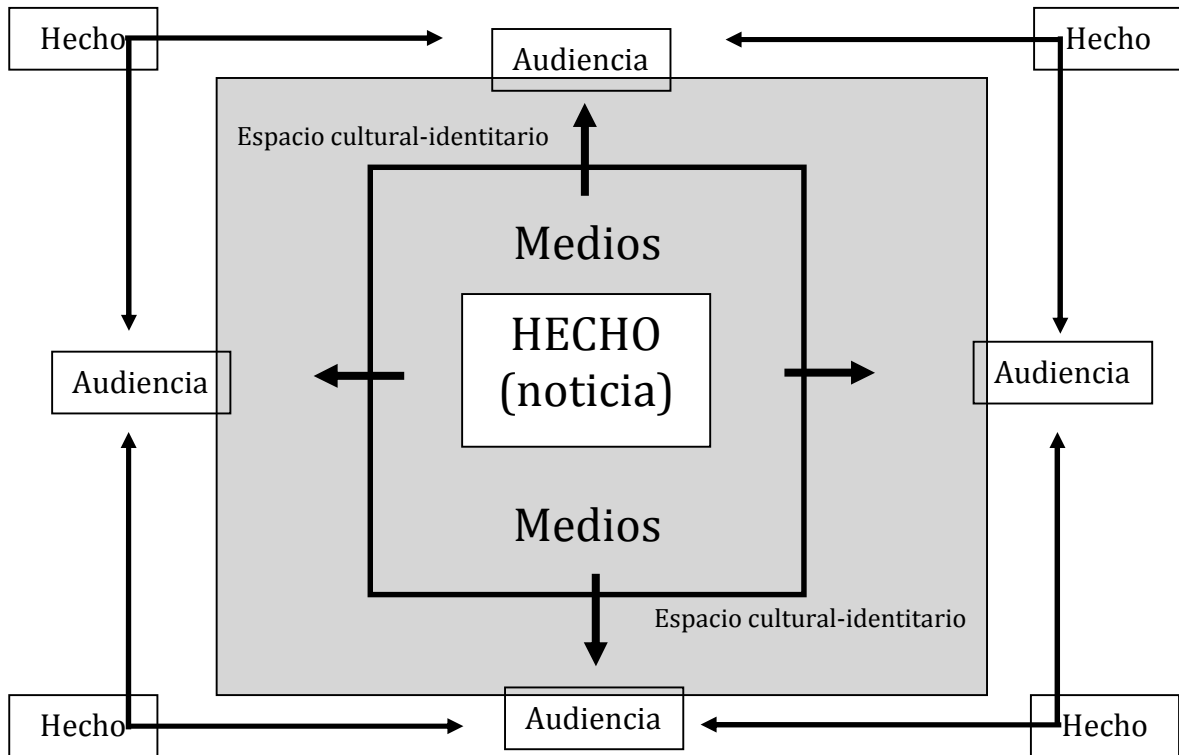 Hecho
Hecho
Audiencia
Espacio cultural-identitario
Medios
HECHO
(noticia)
Audiencia
Audiencia
Medios
Espacio cultural-identitario
Hecho
Audiencia
Hecho